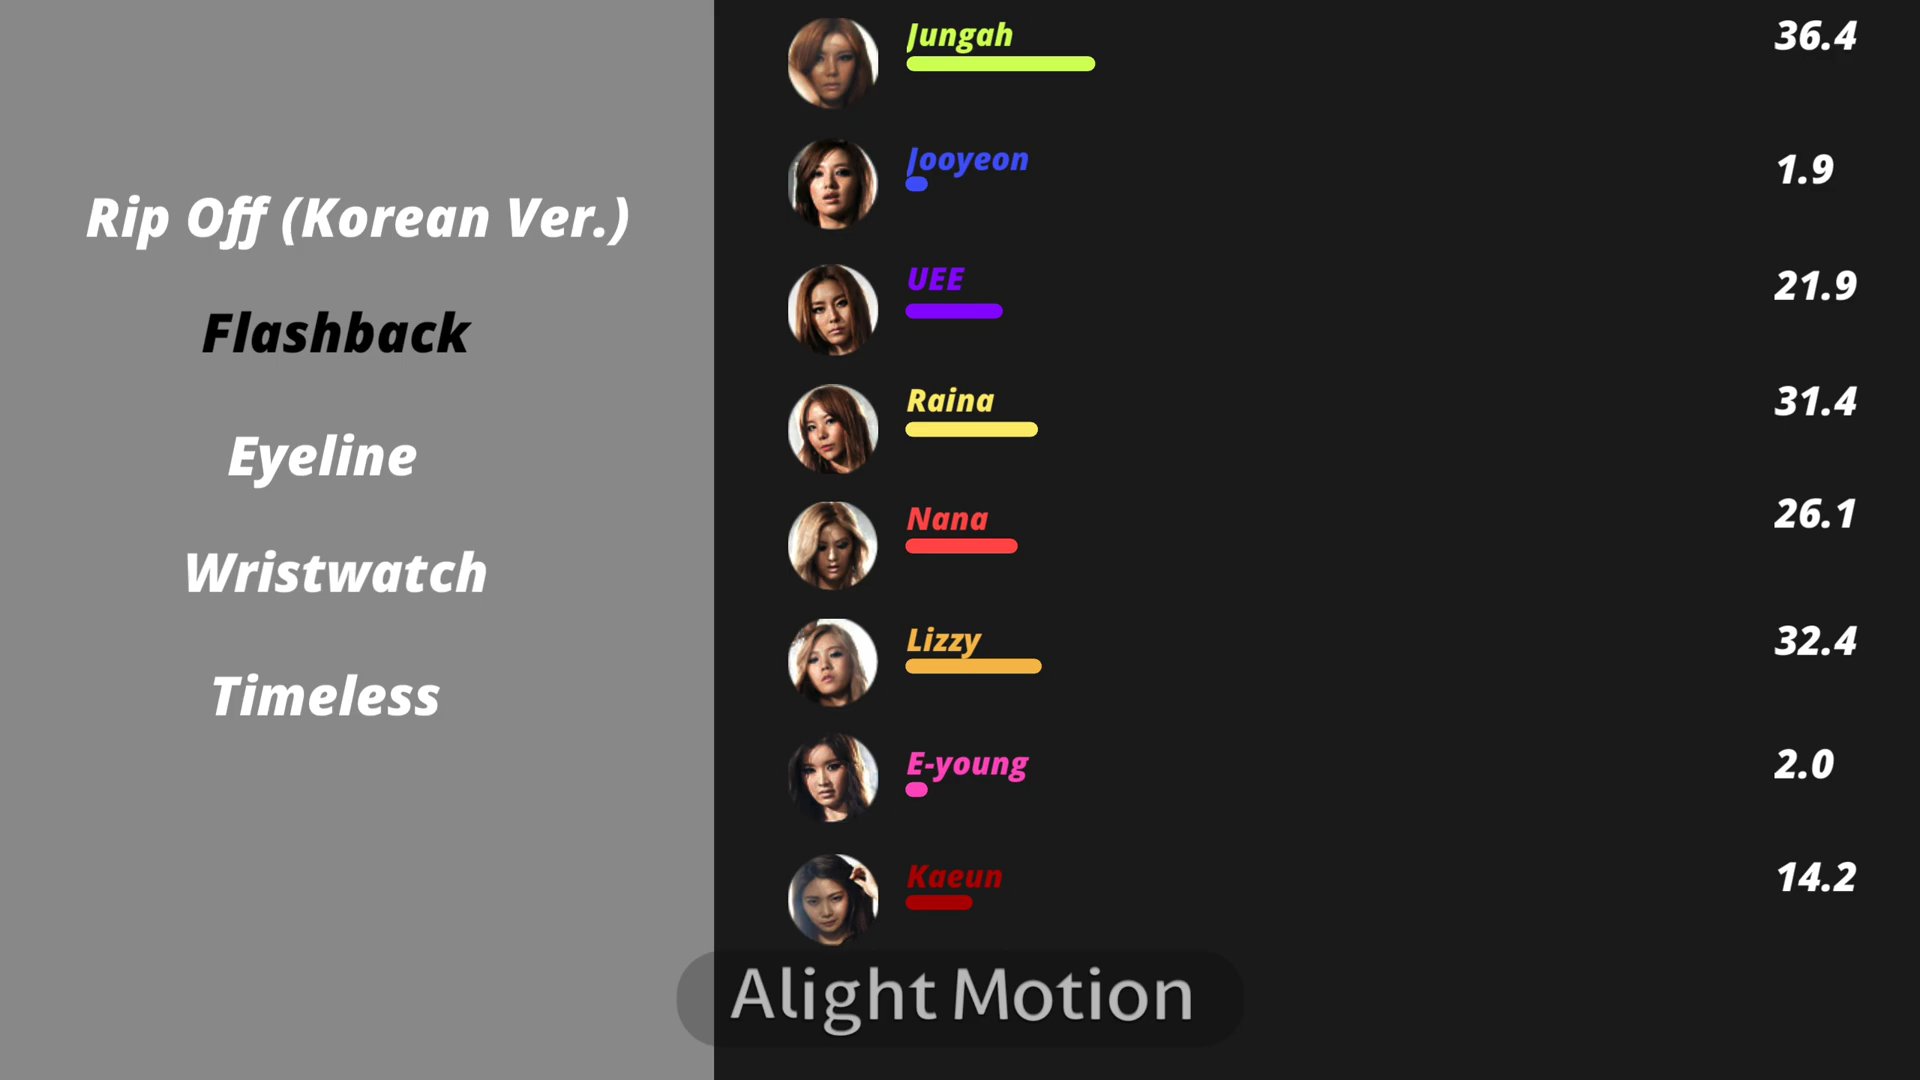 Rip Off (Korean Ver.)
Flashback
Eyeline
Wristwatch
Timeless
Jungah 36.4
Jooyeon 1.9
UEE 21.9
Raina 31.4
Nana 26.1
Lizzy 32.4
E-young 2.0
Kaeun 14.2
Alight Motion